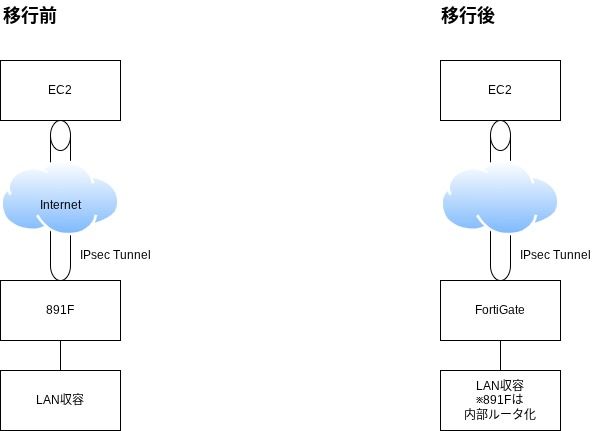 移行前
移行後
EC2
EC2
Internet
IPsec Tunnel
IPsec Tunnel
891F
FortiGate
LAN収容
LAN収容
※891Fは
内部ルータ化